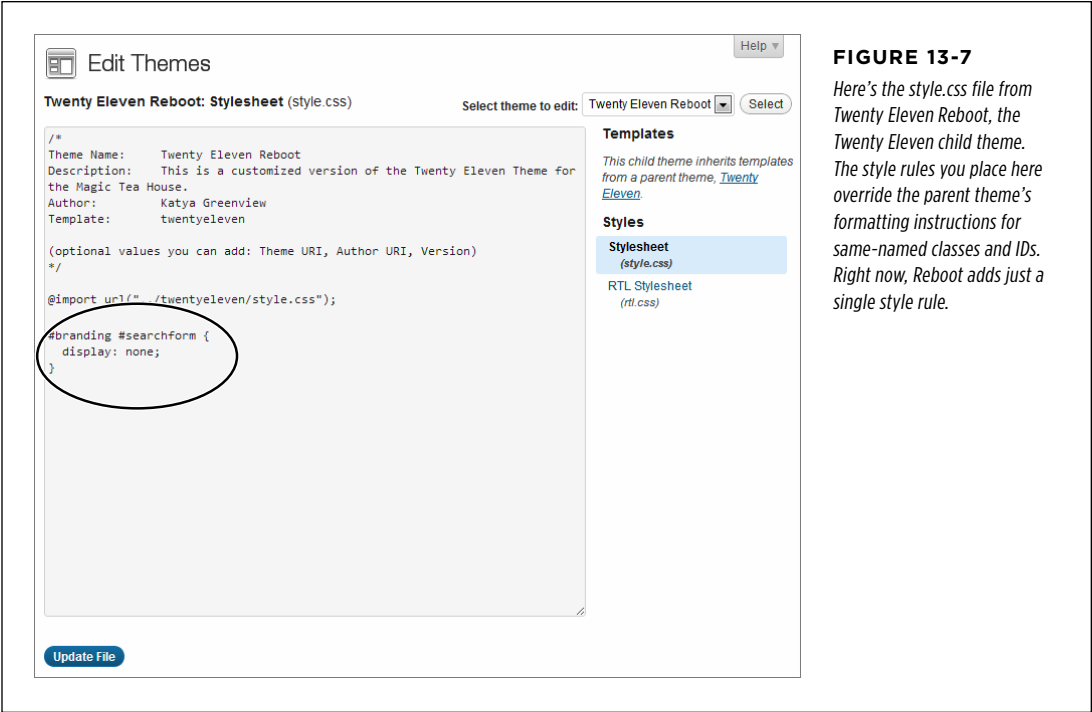 Help
Edit Themes
Twenty Eleven Reboot: Stylesheet (style.css)
Select theme to edit: Twenty Eleven Reboot Select
/*
Theme Name: Twenty Eleven Reboot
Description: This is a customized version of the Twenty Eleven Theme for
the Magic Tea House.
Author: Katya Greenview
Template: twentyeleven
(optional values you can add: Theme URI, Author URI, Version)
*/
@import url("../twentyeleven/style.css");
#branding #searchform {
display: none;
}
Templates
This child theme inherits templates
from a parent theme, Twenty
Eleven.
Styles
Stylesheet
(style.css)
RTL Stylesheet
(rtl.css)
Update File
FIGURE 13-7
Here’s the style.css file from
Twenty Eleven Reboot, the
Twenty Eleven child theme.
The style rules you place here
override the parent theme’s
formatting instructions for
same-named classes and IDs.
Right now, Reboot adds just a
single style rule.